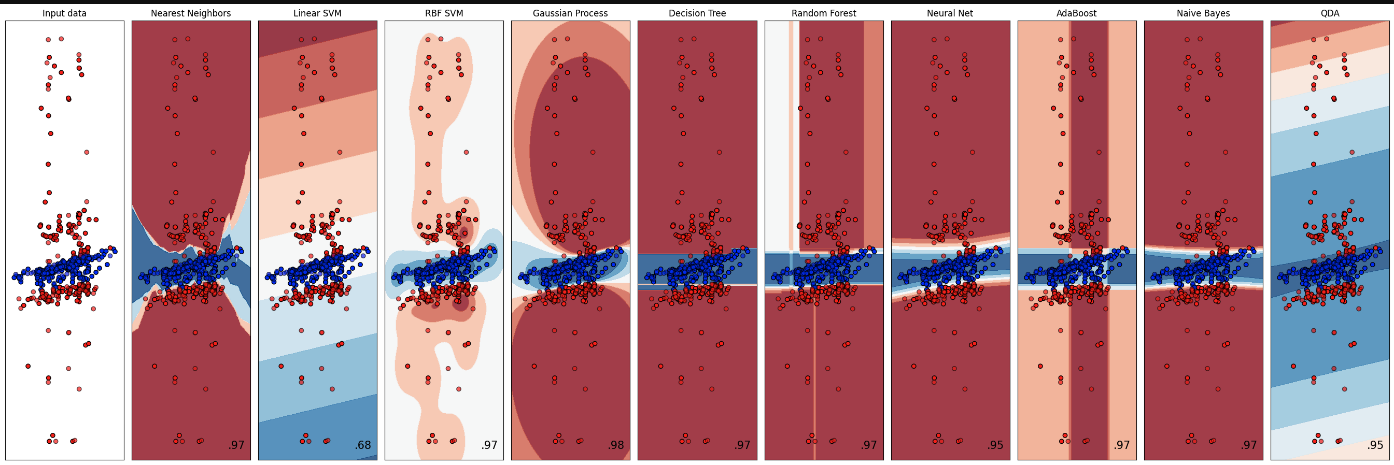 Input data
Nearest Neighbors
Linear SVM
RBF SVM
Gaussian Process
Decision Tree
Random Forest
Neural Net
AdaBoost
Naive Bayes
QDA
.97
.68
.97
.98
.97
.97
.95
.97
.97
.95